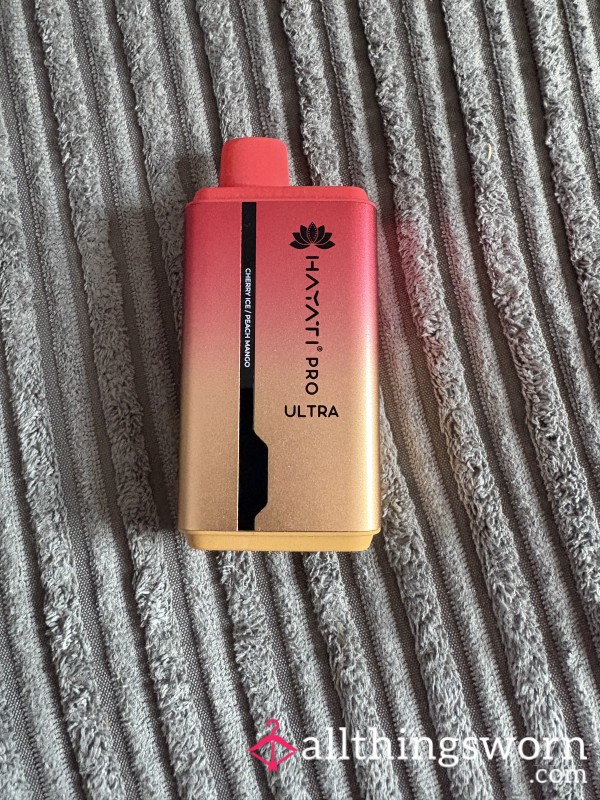 HAYATI® PRO
ULTRA
CHERRY ICE / PEACH MANGO
allthingsworn
.com